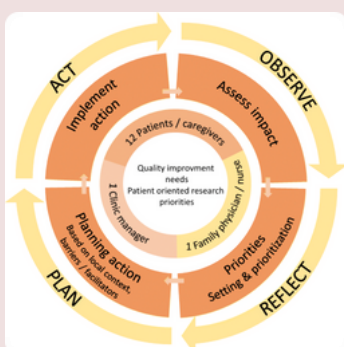 ACT
OBSERVE
REFLECT
PLAN
Implement
action
Assess impact
Priorities
Setting & prioritization
Planning action
Based on local context,
barriers / facilitators
12 Patients / caregivers
1 Family physician / nurse
1 Clinic manager
Quality improvment
needs
Patient oriented research
priorities